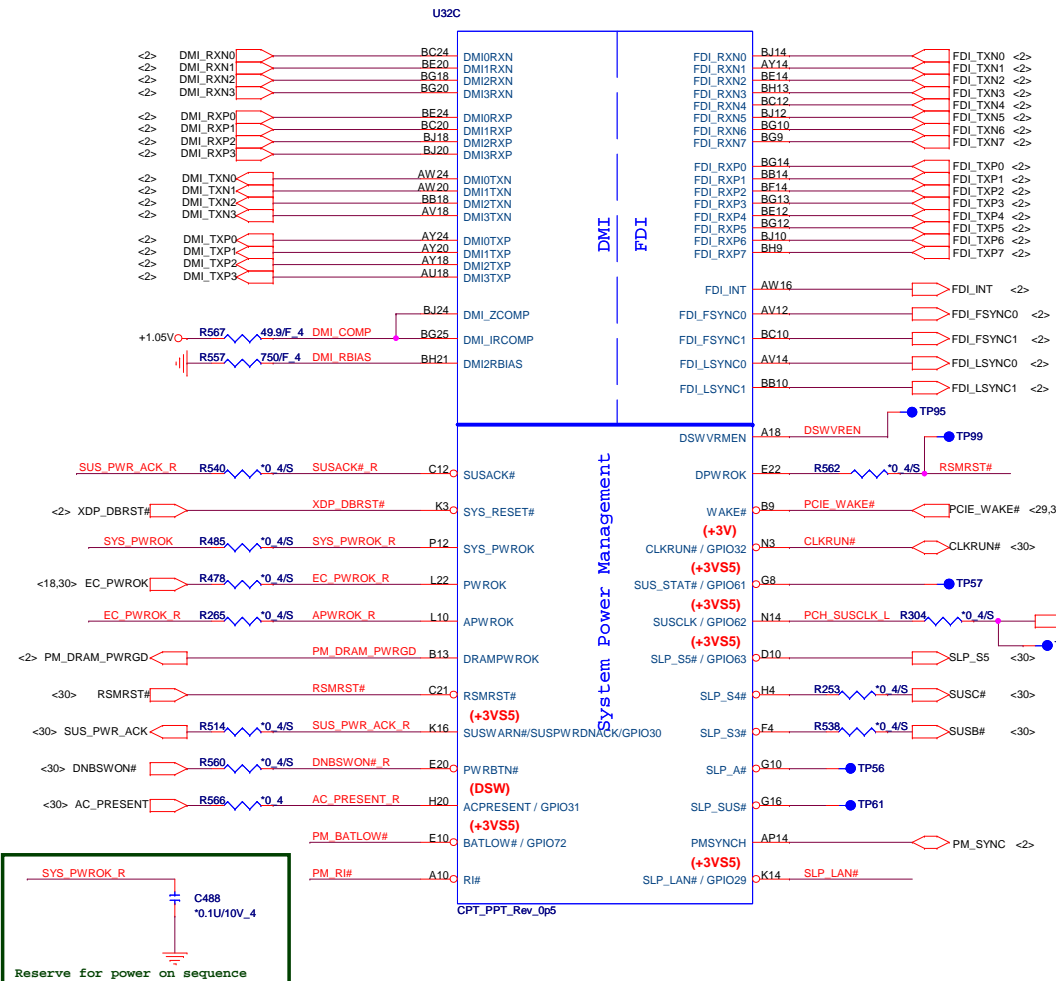 U32C
<2> DMI_RXN0 BC24 DMI0RXN
<2> DMI_RXN1 BE20 DMI1RXN
<2> DMI_RXN2 BG18 DMI2RXN
<2> DMI_RXN3 BG20 DMI3RXN
<2> DMI_RXP0 BE24 DMI0RXP
<2> DMI_RXP1 BC20 DMI1RXP
<2> DMI_RXP2 BJ18 DMI2RXP
<2> DMI_RXP3 BJ20 DMI3RXP
<2> DMI_TXN0 AW24 DMI0TXN
<2> DMI_TXN1 AW20 DMI1TXN
<2> DMI_TXN2 BB18 DMI2TXN
<2> DMI_TXN3 AV18 DMI3TXN
<2> DMI_TXP0 AY24 DMI0TXP
<2> DMI_TXP1 AY20 DMI1TXP
<2> DMI_TXP2 AY18 DMI2TXP
<2> DMI_TXP3 AU18 DMI3TXP
BJ24 DMI_ZCOMP
+1.05V R567 49.9/F_4 DMI_COMP BG25 DMI_IRCOMP
R557 750/F_4 DMI_RBIAS BH21 DMI2RBIAS
DMI
FDI
FDI_RXN0 BJ14 FDI_TXN0 <2>
FDI_RXN1 AY14 FDI_TXN1 <2>
FDI_RXN2 BE14 FDI_TXN2 <2>
FDI_RXN3 BH13 FDI_TXN3 <2>
FDI_RXN4 BC12 FDI_TXN4 <2>
FDI_RXN5 BJ12 FDI_TXN5 <2>
FDI_RXN6 BG10 FDI_TXN6 <2>
FDI_RXN7 BG9 FDI_TXN7 <2>
FDI_RXP0 BG14 FDI_TXP0 <2>
FDI_RXP1 BB14 FDI_TXP1 <2>
FDI_RXP2 BF14 FDI_TXP2 <2>
FDI_RXP3 BG13 FDI_TXP3 <2>
FDI_RXP4 BE12 FDI_TXP4 <2>
FDI_RXP5 BG12 FDI_TXP5 <2>
FDI_RXP6 BJ10 FDI_TXP6 <2>
FDI_RXP7 BH9 FDI_TXP7 <2>
FDI_INT AW16 FDI_INT <2>
FDI_FSYNC0 AV12 FDI_FSYNC0 <2>
FDI_FSYNC1 BC10 FDI_FSYNC1 <2>
FDI_LSYNC0 AV14 FDI_LSYNC0 <2>
FDI_LSYNC1 BB10 FDI_LSYNC1 <2>
SUS_PWR_ACK_R R540 *0_4/S SUSACK#_R C12 SUSACK#
<2> XDP_DBRST# XDP_DBRST# K3 SYS_RESET#
SYS_PWROK R485 *0_4/S SYS_PWROK_R P12 SYS_PWROK
<18,30> EC_PWROK R478 *0_4/S EC_PWROK_R L22 PWROK
EC_PWROK_R R265 *0_4/S APWROK_R L10 APWROK
<2> PM_DRAM_PWRGD PM_DRAM_PWRGD B13 DRAMPWROK
<30> RSMRST# RSMRST# C21 RSMRST#
(+3VS5)
<30> SUS_PWR_ACK R514 *0_4/S SUS_PWR_ACK_R K16 SUSWARN#/SUSPWRDNACK/GPIO30
<30> DNBSWON# R560 *0_4/S DNBSWON#_R E20 PWRBTN#
(DSW)
<30> AC_PRESENT R566 *0_4 AC_PRESENT_R H20 ACPRESENT / GPIO31
(+3VS5)
PM_BATLOW# E10 BATLOW# / GPIO72
PM_RI# A10 RI#
System Power Management
TP95
DSWVRMEN A18 DSWVREN
TP99
DPWROK E22 R562 *0_4/S RSMRST#
WAKE# B9 PCIE_WAKE# PCIE_WAKE# <29,3
(+3V)
CLKRUN# / GPIO32 N3 CLKRUN# CLKRUN# <30>
(+3VS5)
SUS_STAT# / GPIO61 G8 TP57
(+3VS5)
SUSCLK / GPIO62 N14 PCH_SUSCLK_L R304 *0_4/S
(+3VS5)
SLP_S5# / GPIO63 D10 SLP_S5 <30>
SLP_S4# H4 R253 *0_4/S SUSC# <30>
SLP_S3# F4 R538 *0_4/S SUSB# <30>
SLP_A# G10 TP56
SLP_SUS# G16 TP61
PMSYNCH AP14 PM_SYNC <2>
(+3VS5)
SLP_LAN# / GPIO29 K14 SLP_LAN#
CPT_PPT_Rev_0p5
SYS_PWROK_R
C488
*0.1U/10V_4
Reserve for power on sequence